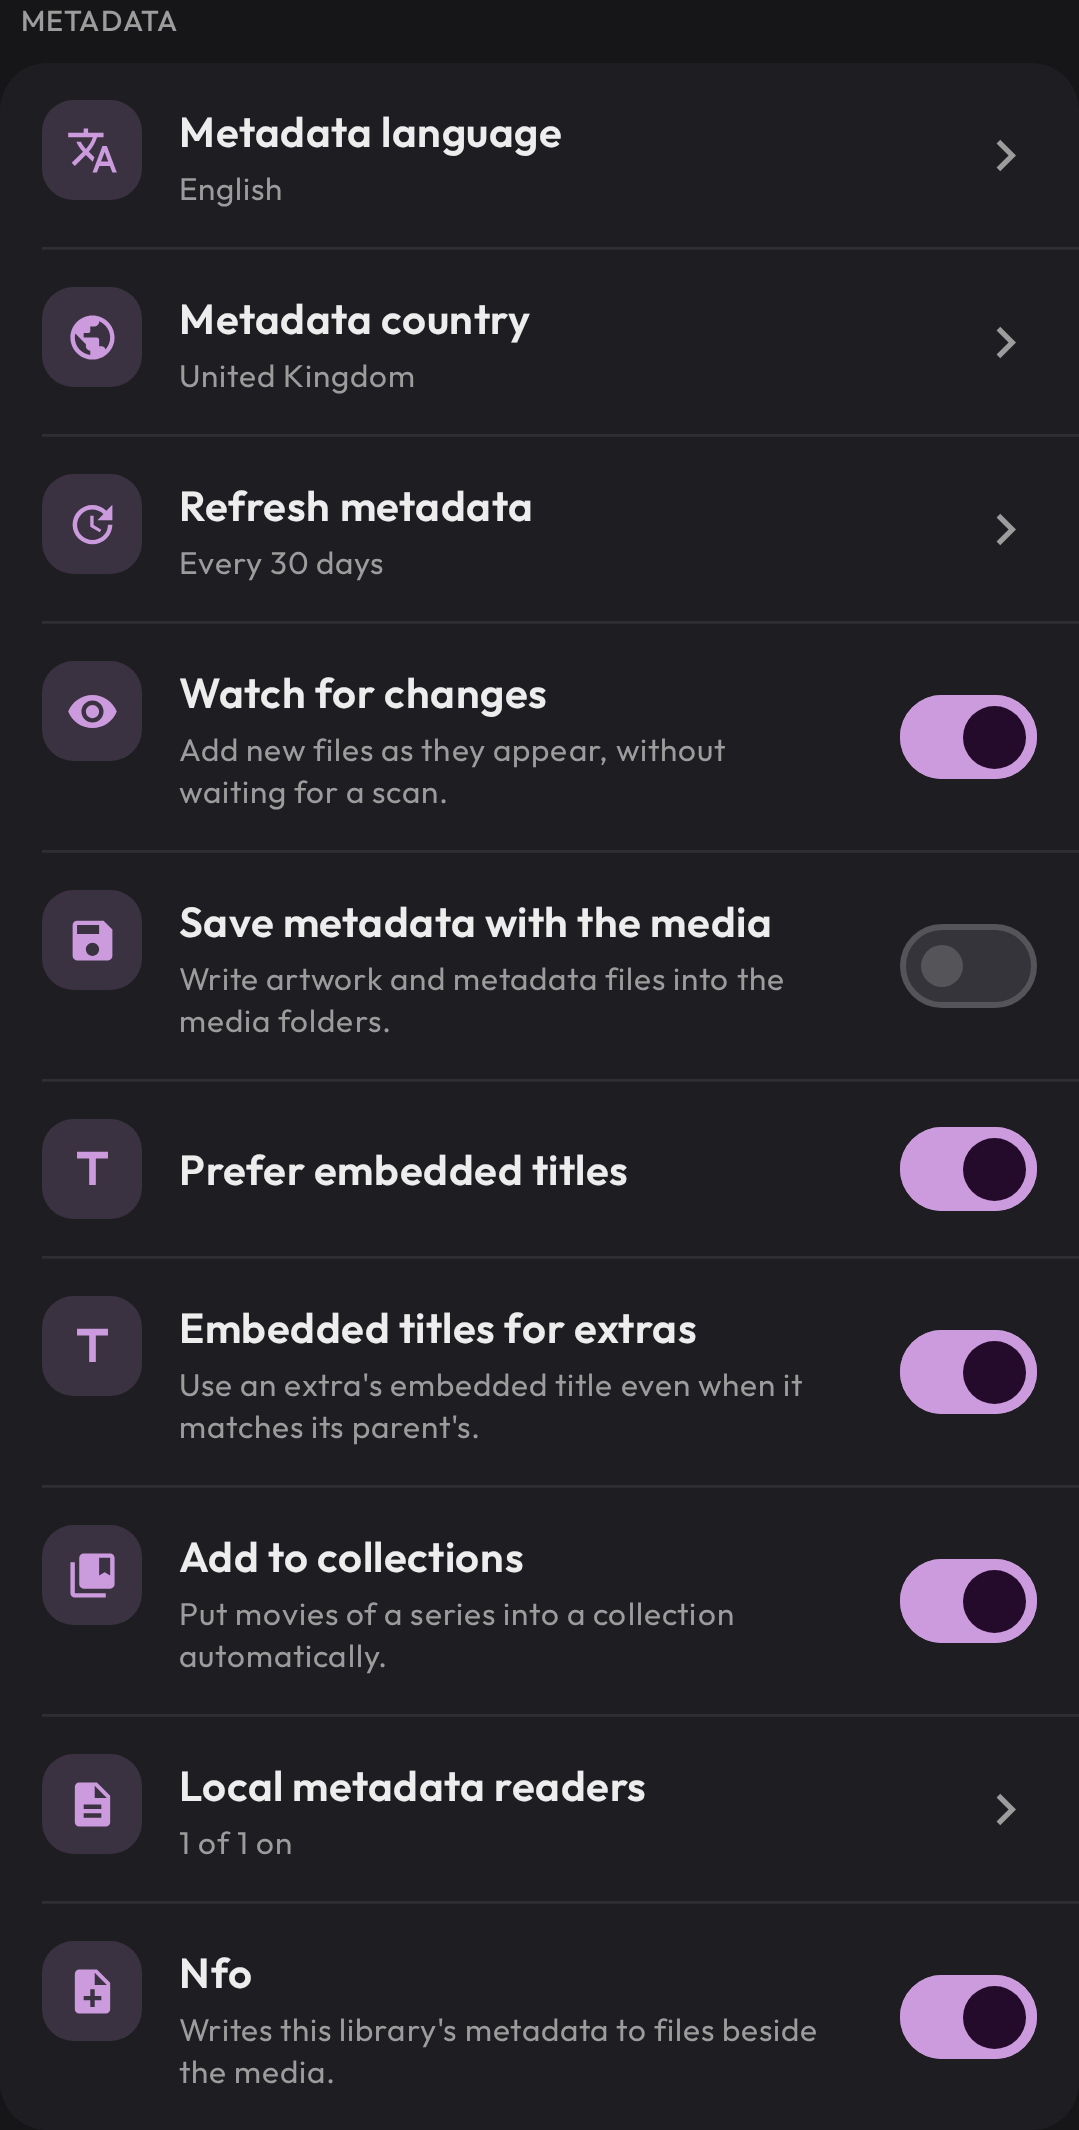 METADATA
Metadata language
English
Metadata country
United Kingdom
Refresh metadata
Every 30 days
Watch for changes
Add new files as they appear, without
waiting for a scan.
Save metadata with the media
Write artwork and metadata files into the
media folders.
Prefer embedded titles
Embedded titles for extras
Use an extra's embedded title even when it
matches its parent's.
Add to collections
Put movies of a series into a collection
automatically.
Local metadata readers
1 of 1 on
Nfo
Writes this library's metadata to files beside
the media.